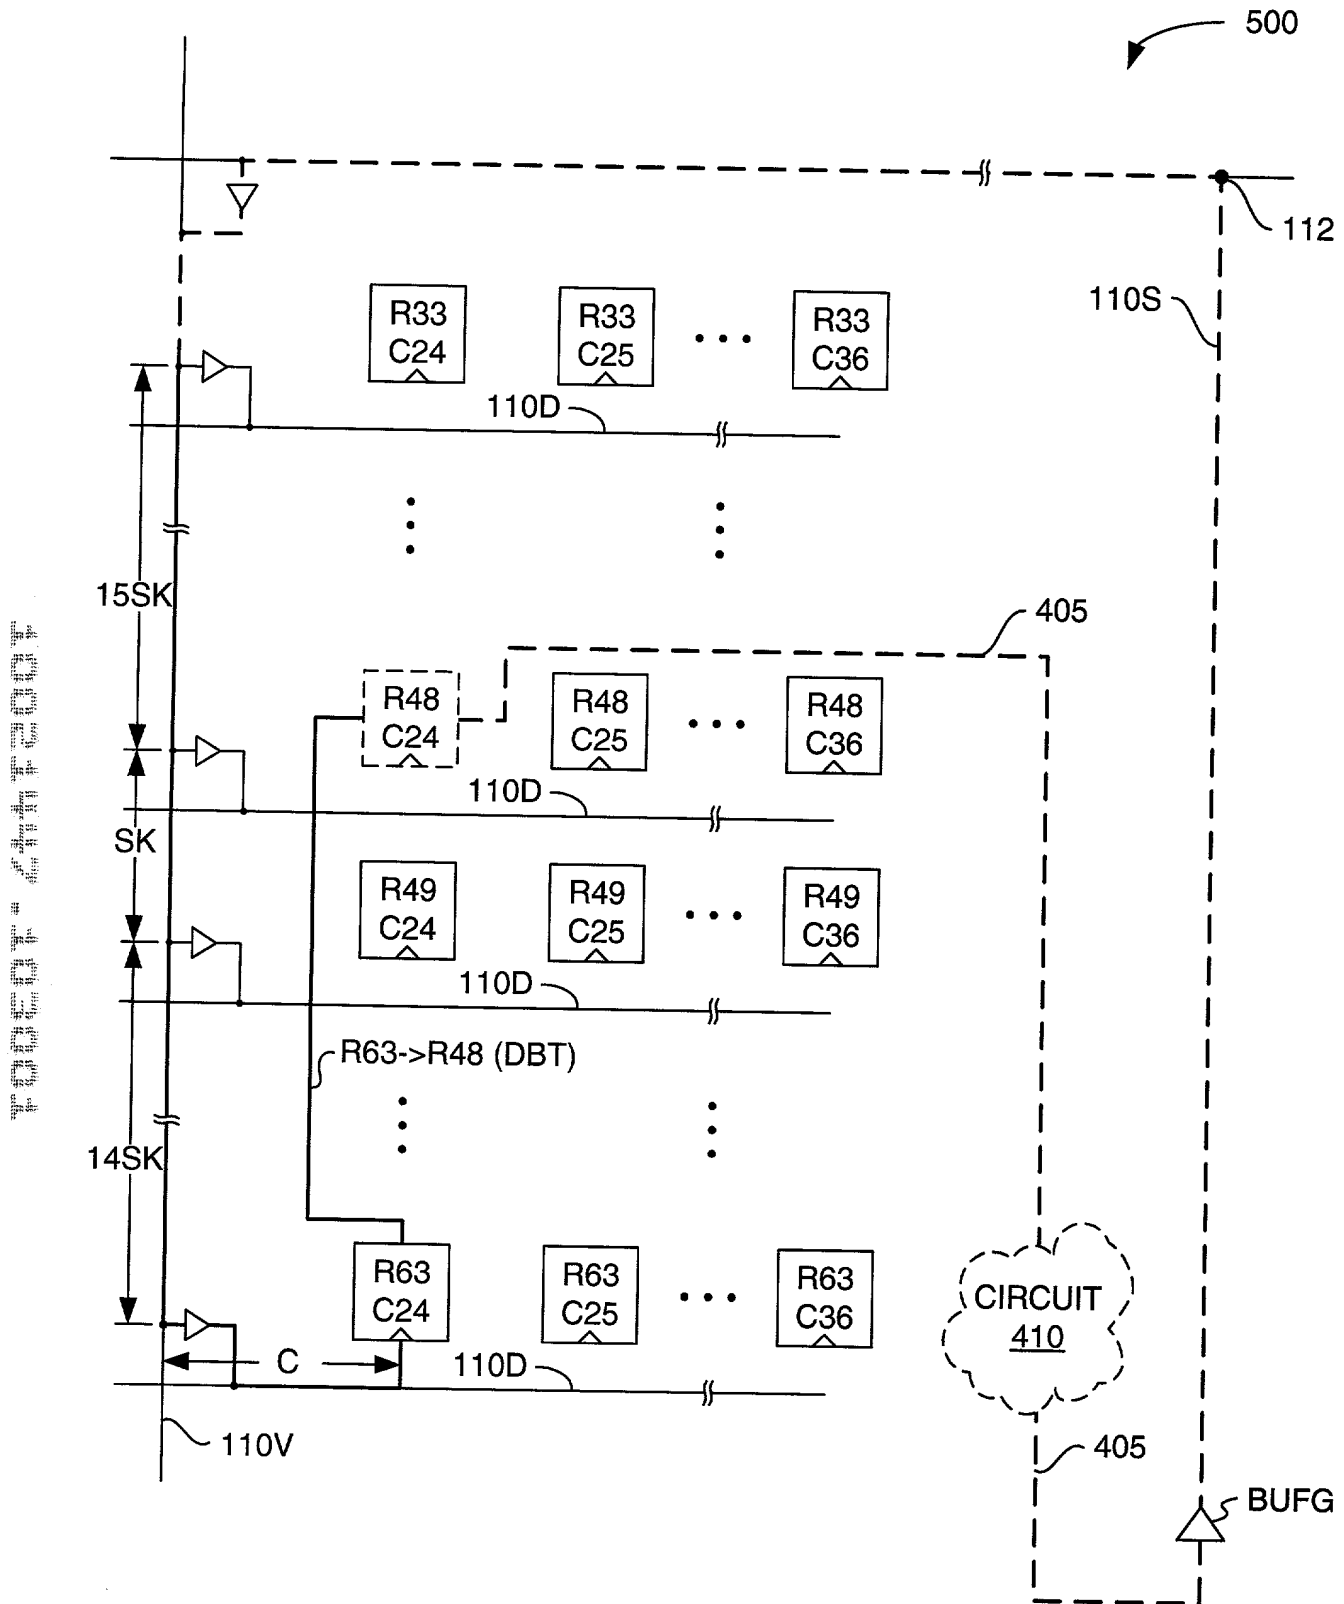 500
112
110S
R33
C24
R33
C25
R33
C36
110D
15SK
405
R48
C24
R48
C25
R48
C36
110D
SK
R49
C24
R49
C25
R49
C36
110D
R63->R48 (DBT)
14SK
R63
C24
R63
C25
R63
C36
CIRCUIT
410
C
110D
110V
405
BUFG